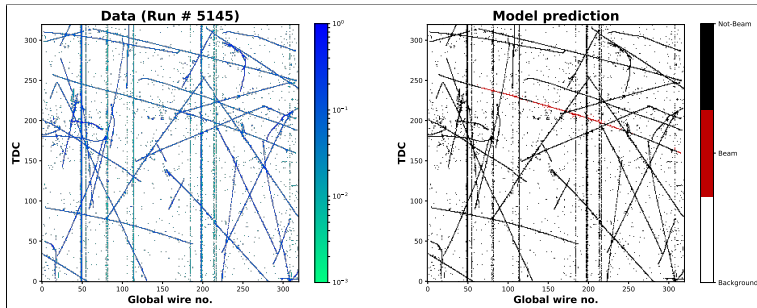 Data (Run # 5145)
TDC
300
250
200
150
100
50
0
0 50 100 150 200 250 300
Global wire no.
10⁰
10⁻¹
10⁻²
10⁻³
Model prediction
TDC
300
250
200
150
100
50
0
0 50 100 150 200 250 300
Global wire no.
Not-Beam
Beam
Background